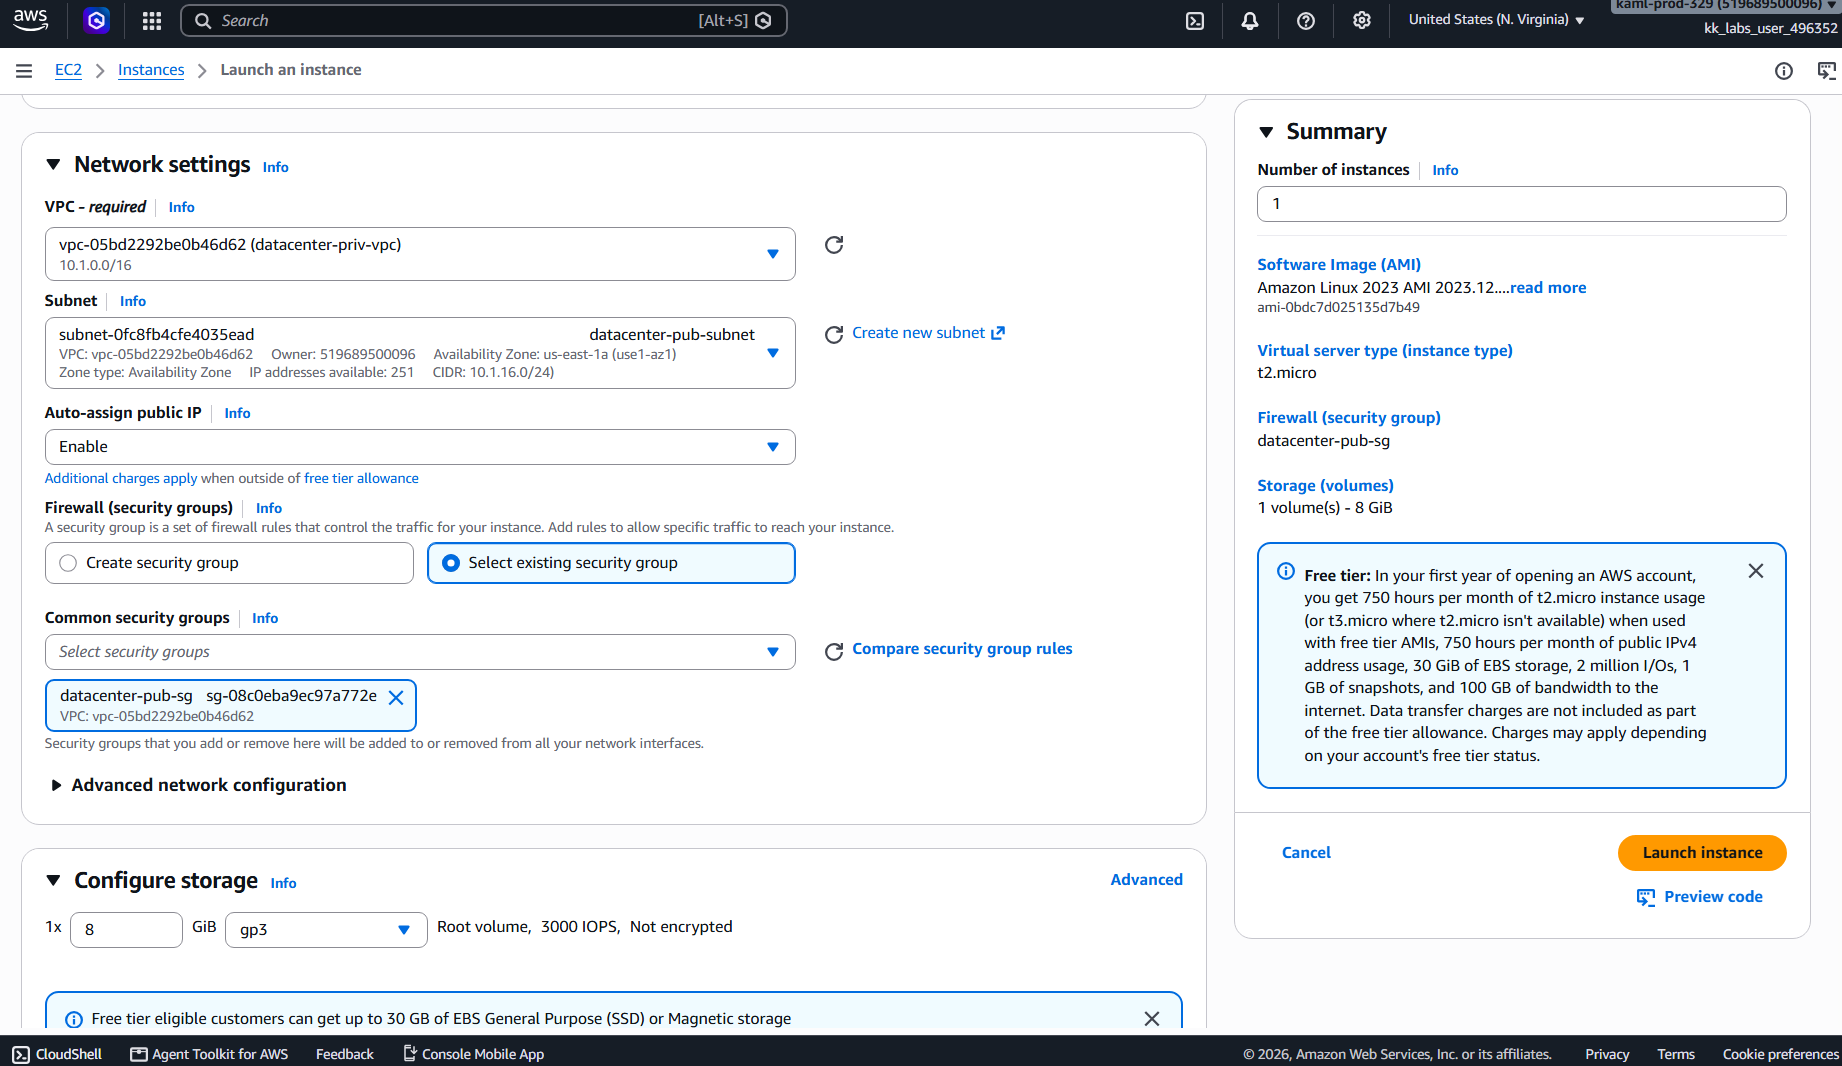 aws
Search
[Alt+S]
United States (N. Virginia)
kaml-prod-329 (519689500096)
kk_labs_user_496352
EC2
Instances
Launch an instance
Network settings
Info
VPC - required
Info
vpc-05bd2292be0b46d62 (datacenter-priv-vpc)
10.1.0.0/16
Subnet
Info
subnet-0fc8fb4cfe4035ead
datacenter-pub-subnet
VPC: vpc-05bd2292be0b46d62 Owner: 519689500096 Availability Zone: us-east-1a (use1-az1)
Zone type: Availability Zone IP addresses available: 251 CIDR: 10.1.16.0/24)
Create new subnet
Auto-assign public IP
Info
Enable
Additional charges apply when outside of free tier allowance
Firewall (security groups)
Info
A security group is a set of firewall rules that control the traffic for your instance. Add rules to allow specific traffic to reach your instance.
Create security group
Select existing security group
Common security groups
Info
Select security groups
Compare security group rules
datacenter-pub-sg sg-08c0eba9ec97a772e
VPC: vpc-05bd2292be0b46d62
Security groups that you add or remove here will be added to or removed from all your network interfaces.
Advanced network configuration
Configure storage
Info
Advanced
1x
8
GiB
gp3
Root volume, 3000 IOPS, Not encrypted
Free tier eligible customers can get up to 30 GB of EBS General Purpose (SSD) or Magnetic storage
Summary
Number of instances
Info
1
Software Image (AMI)
Amazon Linux 2023 AMI 2023.12....read more
ami-0bdc7d025135d7b49
Virtual server type (instance type)
t2.micro
Firewall (security group)
datacenter-pub-sg
Storage (volumes)
1 volume(s) - 8 GiB
Free tier: In your first year of opening an AWS account,
you get 750 hours per month of t2.micro instance usage
(or t3.micro where t2.micro isn't available) when used
with free tier AMIs, 750 hours per month of public IPv4
address usage, 30 GiB of EBS storage, 2 million I/Os, 1
GB of snapshots, and 100 GB of bandwidth to the
internet. Data transfer charges are not included as part
of the free tier allowance. Charges may apply depending
on your account's free tier status.
Cancel
Launch instance
Preview code
CloudShell
Agent Toolkit for AWS
Feedback
Console Mobile App
© 2026, Amazon Web Services, Inc. or its affiliates.
Privacy
Terms
Cookie preferences